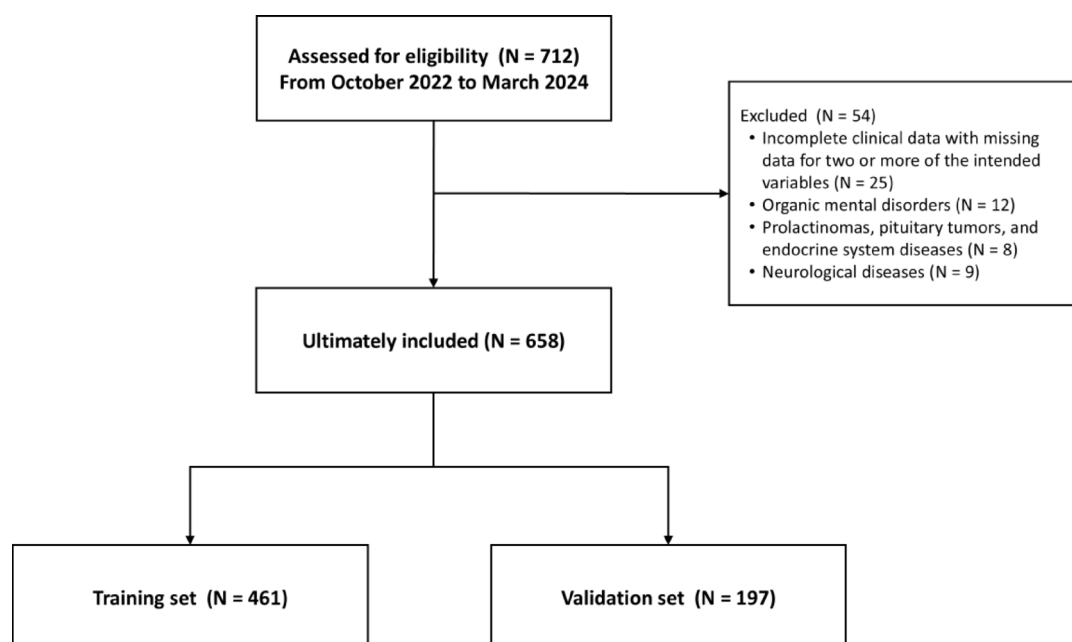 Assessed for eligibility (N = 712)
From October 2022 to March 2024
Excluded (N = 54)
• Incomplete clinical data with missing
data for two or more of the intended
variables (N = 25)
• Organic mental disorders (N = 12)
• Prolactinomas, pituitary tumors, and
endocrine system diseases (N = 8)
• Neurological diseases (N = 9)
Ultimately included (N = 658)
Training set (N = 461)
Validation set (N = 197)